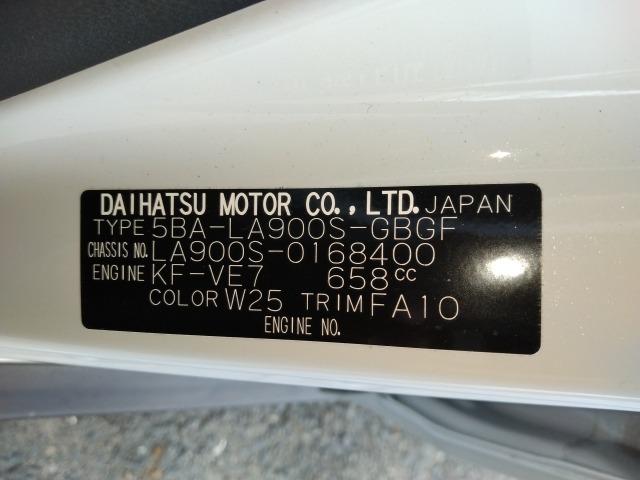 DAIHATSU MOTOR CO., LTD. JAPAN
TYPE 5BA-LA900S-GBGF
CHASSIS NO. LA900S-0168400
ENGINE KF-VE7 658cc
COLOR W25 TRIM FA10
ENGINE NO.